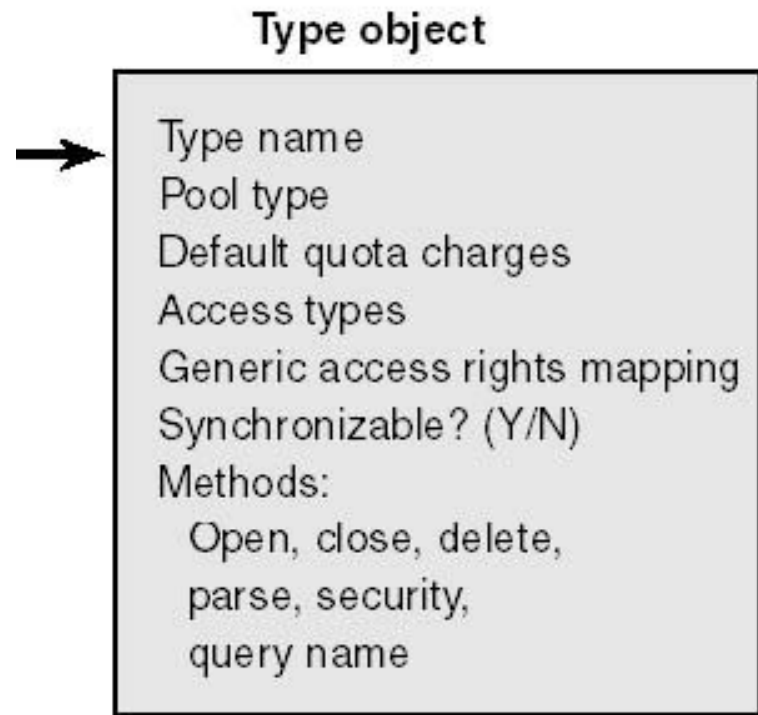 Type object
Type name
Pool type
Default quota charges
Access types
Generic access rights mapping
Synchronizable? (Y/N)
Methods:
Open, close, delete,
parse, security,
query name